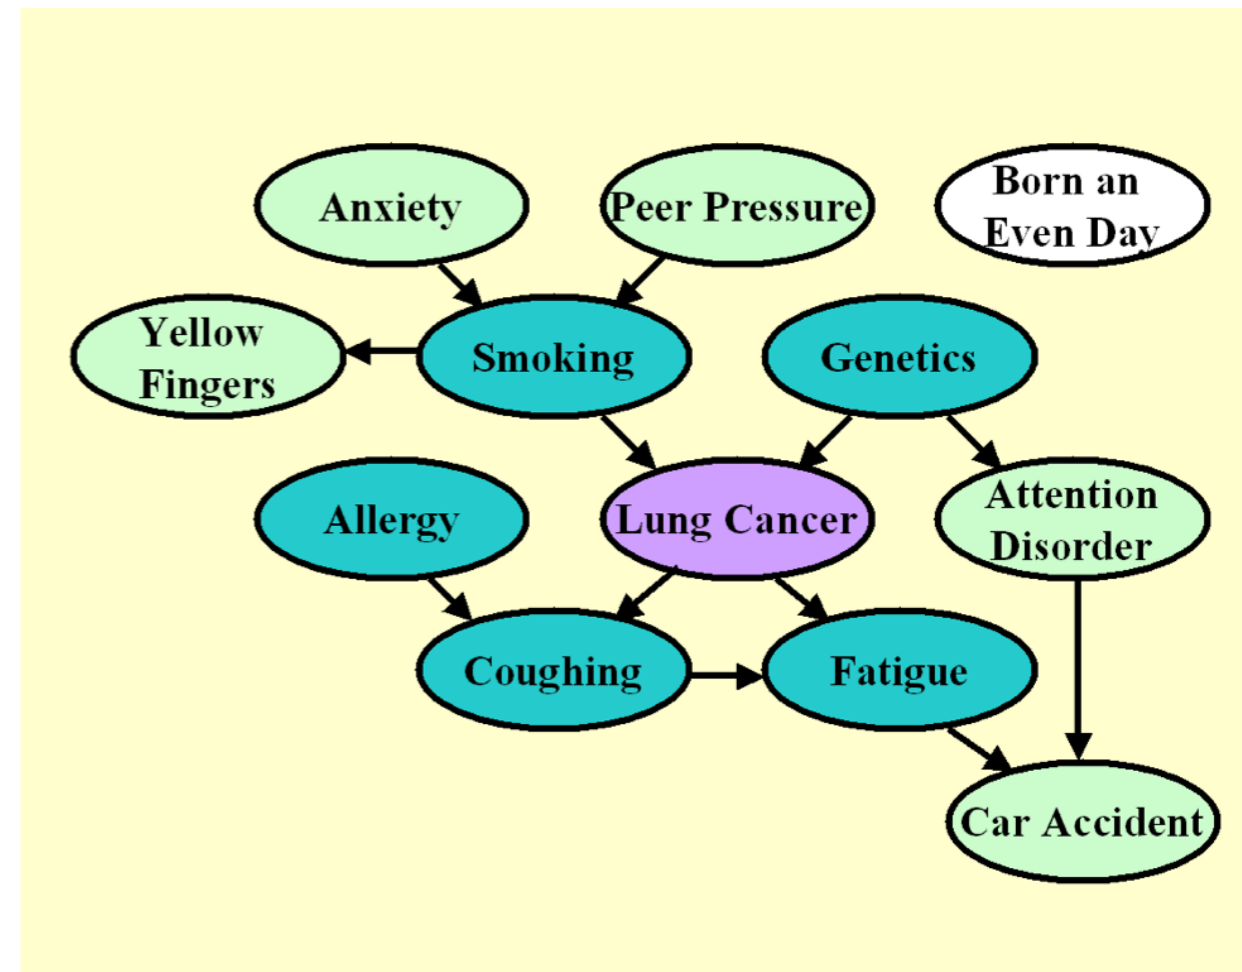 Anxiety
Peer Pressure
Born an
Even Day
Yellow
Fingers
Smoking
Genetics
Allergy
Lung Cancer
Attention
Disorder
Coughing
Fatigue
Car Accident